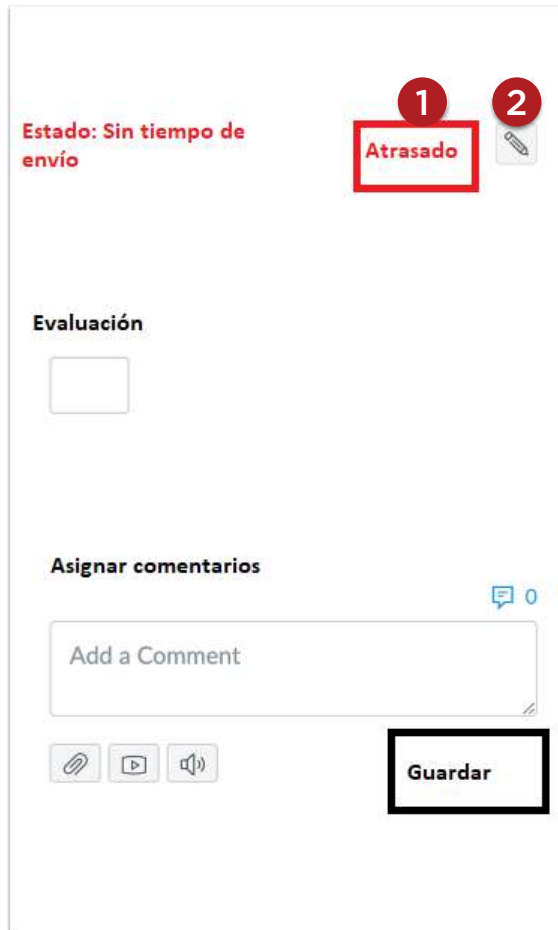 1 2
Estado: Sin tiempo de
envío
Atrasado
Evaluación
Asignar comentarios
0
Add a Comment
Guardar